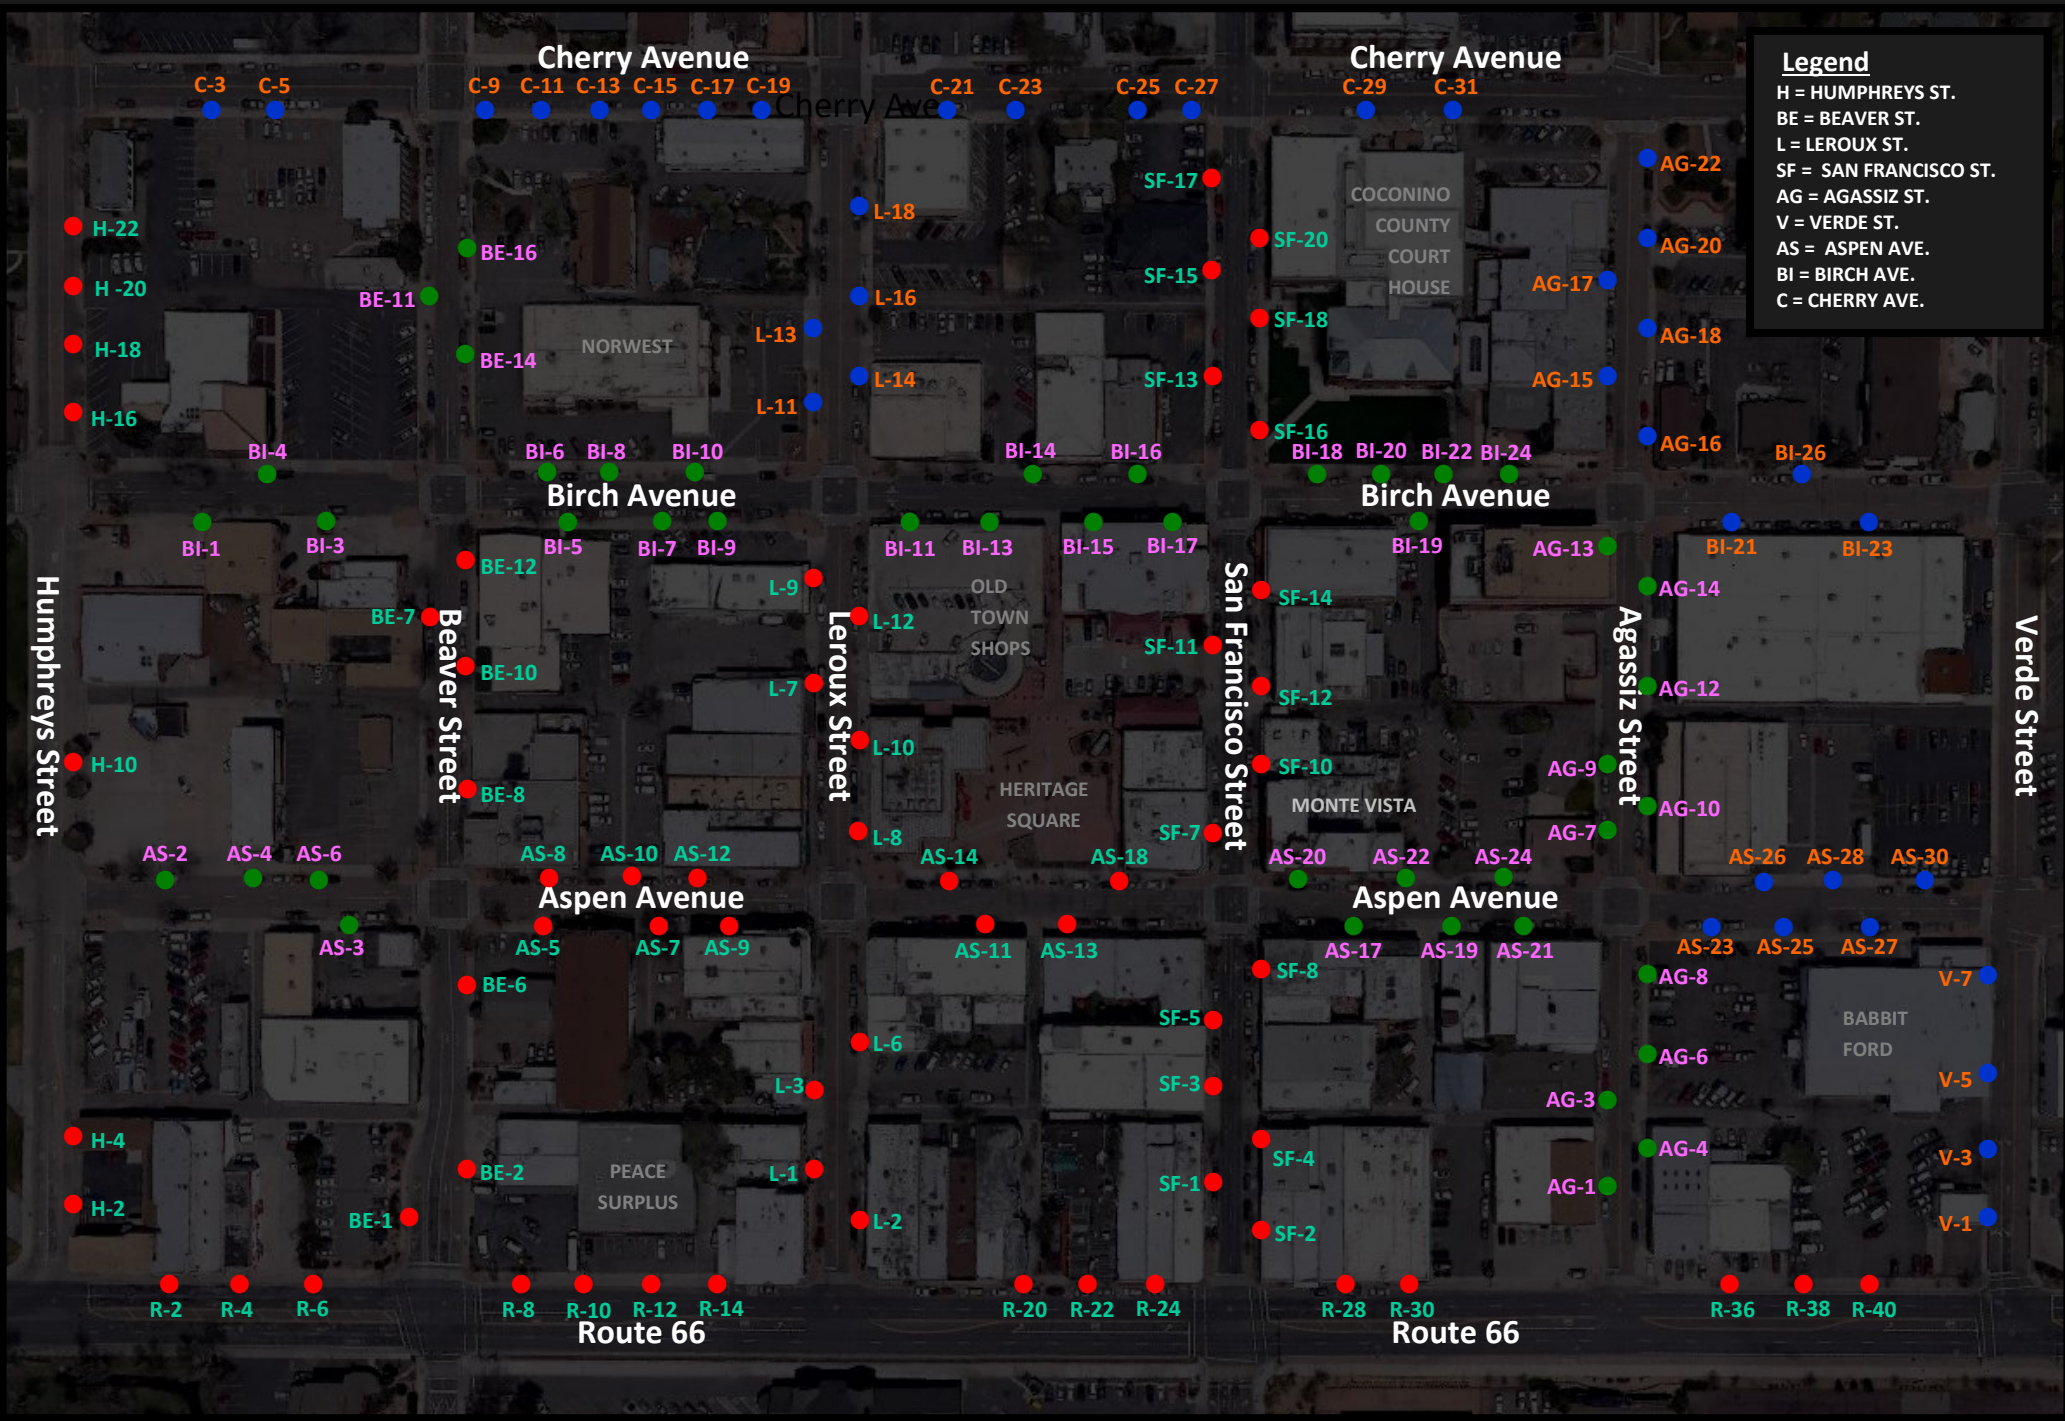 Cherry Avenue
Cherry Avenue
C-3
C-5
C-9
C-11
C-13
C-15
C-17
C-19
C-21
C-23
C-25
C-27
C-29
C-31
Cherry Ave
Legend
H = HUMPHREYS ST.
BE = BEAVER ST.
L = LEROUX ST.
SF = SAN FRANCISCO ST.
AG = AGASSIZ ST.
V = VERDE ST.
AS = ASPEN AVE.
BI = BIRCH AVE.
C = CHERRY AVE.
H-22
H -20
H-18
H-16
BE-16
BE-11
BE-14
NORWEST
L-18
L-16
L-13
L-14
L-11
SF-17
SF-15
SF-13
SF-20
SF-18
SF-16
COCONINO
COUNTY
COURT
HOUSE
AG-17
AG-15
AG-22
AG-20
AG-18
AG-16
BI-4
BI-6
BI-8
BI-10
BI-14
BI-16
BI-18
BI-20
BI-22
BI-24
BI-26
Birch Avenue
Birch Avenue
BI-1
BI-3
BI-5
BI-7
BI-9
BI-11
BI-13
BI-15
BI-17
BI-19
BI-21
BI-23
Humphreys Street
Beaver Street
Leroux Street
San Francisco Street
Agassiz Street
Verde Street
H-10
BE-7
BE-12
BE-10
BE-8
L-9
L-7
L-12
L-10
L-8
OLD
TOWN
SHOPS
HERITAGE
SQUARE
SF-11
SF-7
SF-14
SF-12
SF-10
MONTE VISTA
AG-13
AG-9
AG-7
AG-14
AG-12
AG-10
AS-2
AS-4
AS-6
AS-8
AS-10
AS-12
AS-14
AS-18
AS-20
AS-22
AS-24
AS-26
AS-28
AS-30
Aspen Avenue
Aspen Avenue
AS-3
AS-5
AS-7
AS-9
AS-11
AS-13
AS-17
AS-19
AS-21
AS-23
AS-25
AS-27
BE-6
BE-2
BE-1
H-4
H-2
PEACE
SURPLUS
L-3
L-1
L-6
L-2
SF-5
SF-3
SF-1
SF-8
SF-4
SF-2
AG-3
AG-1
AG-8
AG-6
AG-4
BABBIT
FORD
V-7
V-5
V-3
V-1
R-2
R-4
R-6
R-8
R-10
R-12
R-14
R-20
R-22
R-24
R-28
R-30
R-36
R-38
R-40
Route 66
Route 66